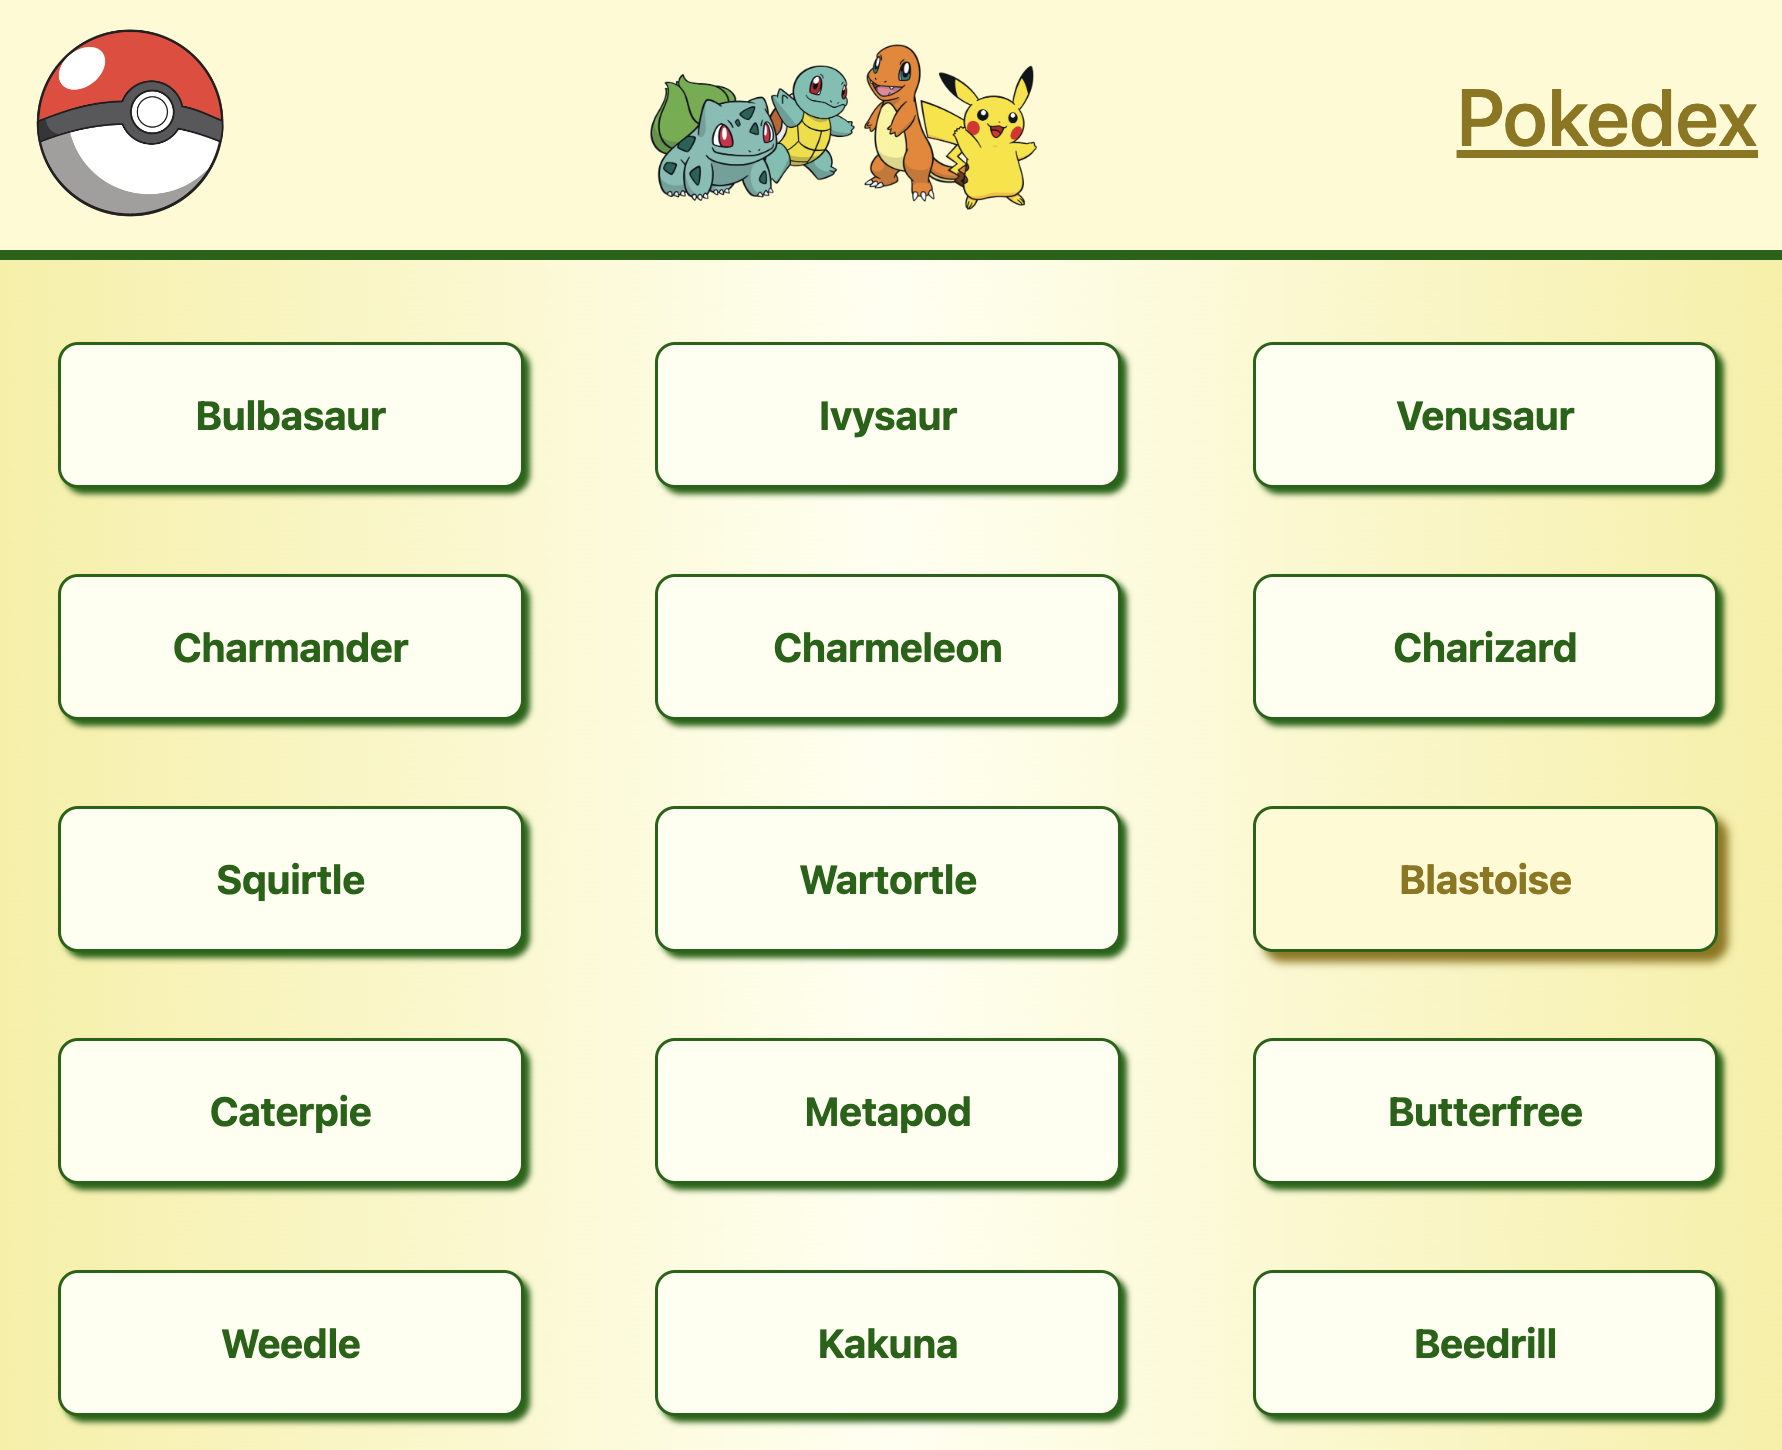 Pokedex
Bulbasaur
Ivysaur
Venusaur
Charmander
Charmeleon
Charizard
Squirtle
Wartortle
Blastoise
Caterpie
Metapod
Butterfree
Weedle
Kakuna
Beedrill